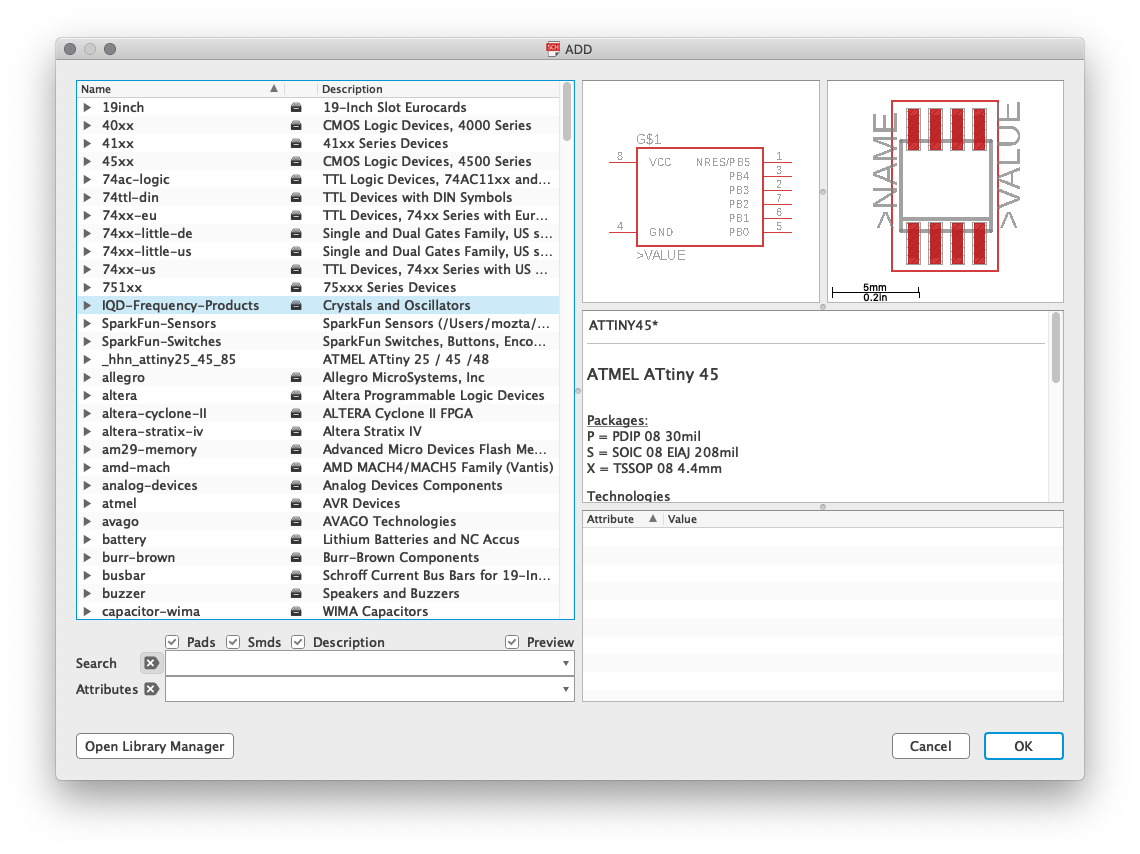 SCH ADD
Name Description
19inch 19-Inch Slot Eurocards
40xx CMOS Logic Devices, 4000 Series
41xx 41xx Series Devices
45xx CMOS Logic Devices, 4500 Series
74ac-logic TTL Logic Devices, 74AC11xx and...
74ttl-din TTL Devices with DIN Symbols
74xx-eu TTL Devices, 74xx Series with Eur...
74xx-little-de Single and Dual Gates Family, US s...
74xx-little-us Single and Dual Gates Family, US s...
74xx-us TTL Devices, 74xx Series with US ...
751xx 75xxx Series Devices
IQD-Frequency-Products Crystals and Oscillators
SparkFun-Sensors SparkFun Sensors (/Users/mozta/...
SparkFun-Switches SparkFun Switches, Buttons, Enco...
_hhn_attiny25_45_85 ATMEL ATtiny 25 / 45 /48
allegro Allegro MicroSystems, Inc
altera Altera Programmable Logic Devices
altera-cyclone-II ALTERA Cyclone II FPGA
altera-stratix-iv Altera Stratix IV
am29-memory Advanced Micro Devices Flash Me...
amd-mach AMD MACH4/MACH5 Family (Vantis)
analog-devices Analog Devices Components
atmel AVR Devices
avago AVAGO Technologies
battery Lithium Batteries and NC Accus
burr-brown Burr-Brown Components
busbar Schroff Current Bus Bars for 19-In...
buzzer Speakers and Buzzers
capacitor-wima WIMA Capacitors
Pads Smds Description Preview
Search
Attributes
Open Library Manager
G$1
8 VCC NRES/PB5 1
PB4 3
PB3 2
PB2 7
PB1 6
4 GND PB0 5
>VALUE
>NAME
>VALUE
5mm
0.2in
ATTINY45*
ATMEL ATtiny 45
Packages:
P = PDIP 08 30mil
S = SOIC 08 EIAJ 208mil
X = TSSOP 08 4.4mm
Technologies
Attribute Value
Cancel OK